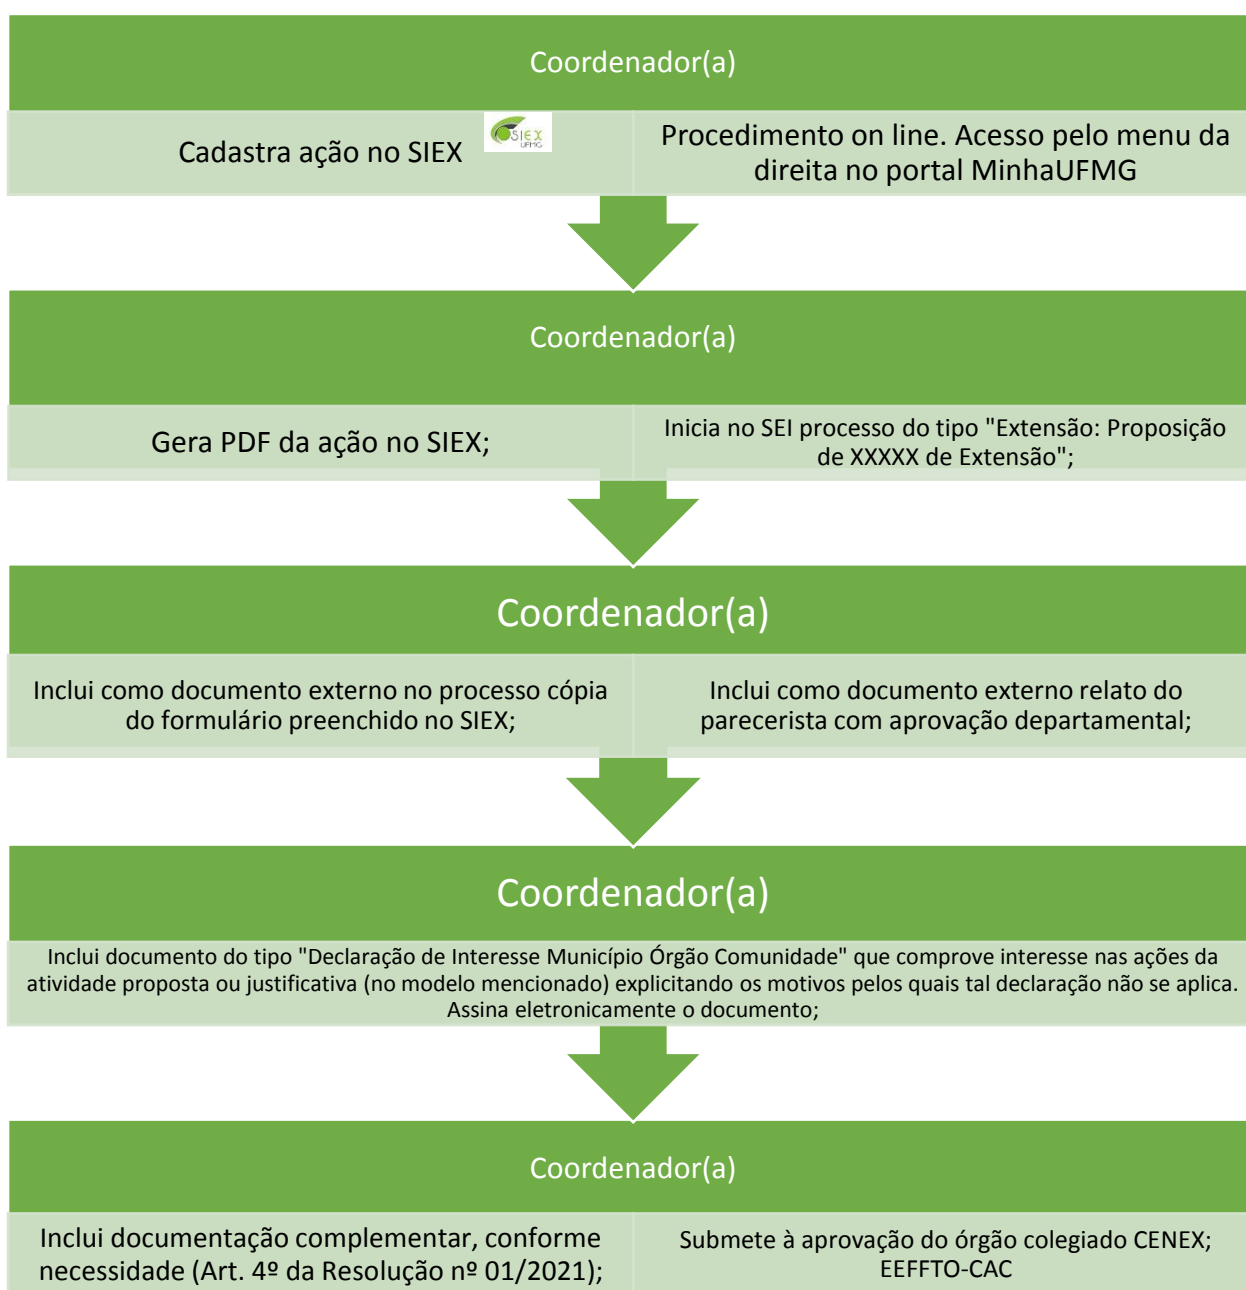 Coordenador(a)
Cadastra ação no SIEX
SIEX
UFMG
Procedimento on line. Acesso pelo menu da
direita no portal MinhaUFMG
Coordenador(a)
Gera PDF da ação no SIEX;
Inicia no SEI processo do tipo "Extensão: Proposição
de XXXXX de Extensão";
Coordenador(a)
Inclui como documento externo no processo cópia
do formulário preenchido no SIEX;
Inclui como documento externo relato do
parecerista com aprovação departamental;
Coordenador(a)
Inclui documento do tipo "Declaração de Interesse Município Órgão Comunidade" que comprove interesse nas ações da
atividade proposta ou justificativa (no modelo mencionado) explicitando os motivos pelos quais tal declaração não se aplica.
Assina eletronicamente o documento;
Coordenador(a)
Inclui documentação complementar, conforme
necessidade (Art. 4º da Resolução nº 01/2021);
Submete à aprovação do órgão colegiado CENEX;
EEFFTO-CAC